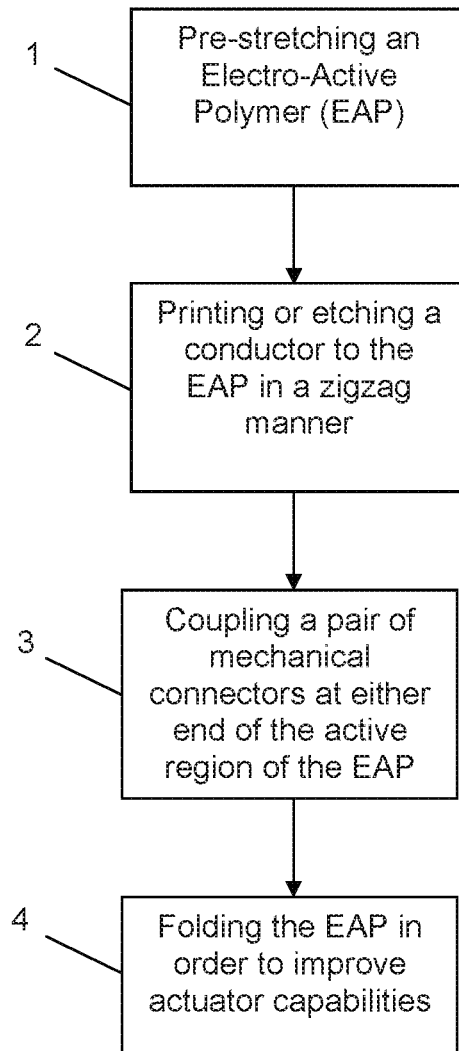 1
Pre-stretching an
Electro-Active
Polymer (EAP)
2
Printing or etching a
conductor to the
EAP in a zigzag
manner
3
Coupling a pair of
mechanical
connectors at either
end of the active
region of the EAP
4
Folding the EAP in
order to improve
actuator capabilities